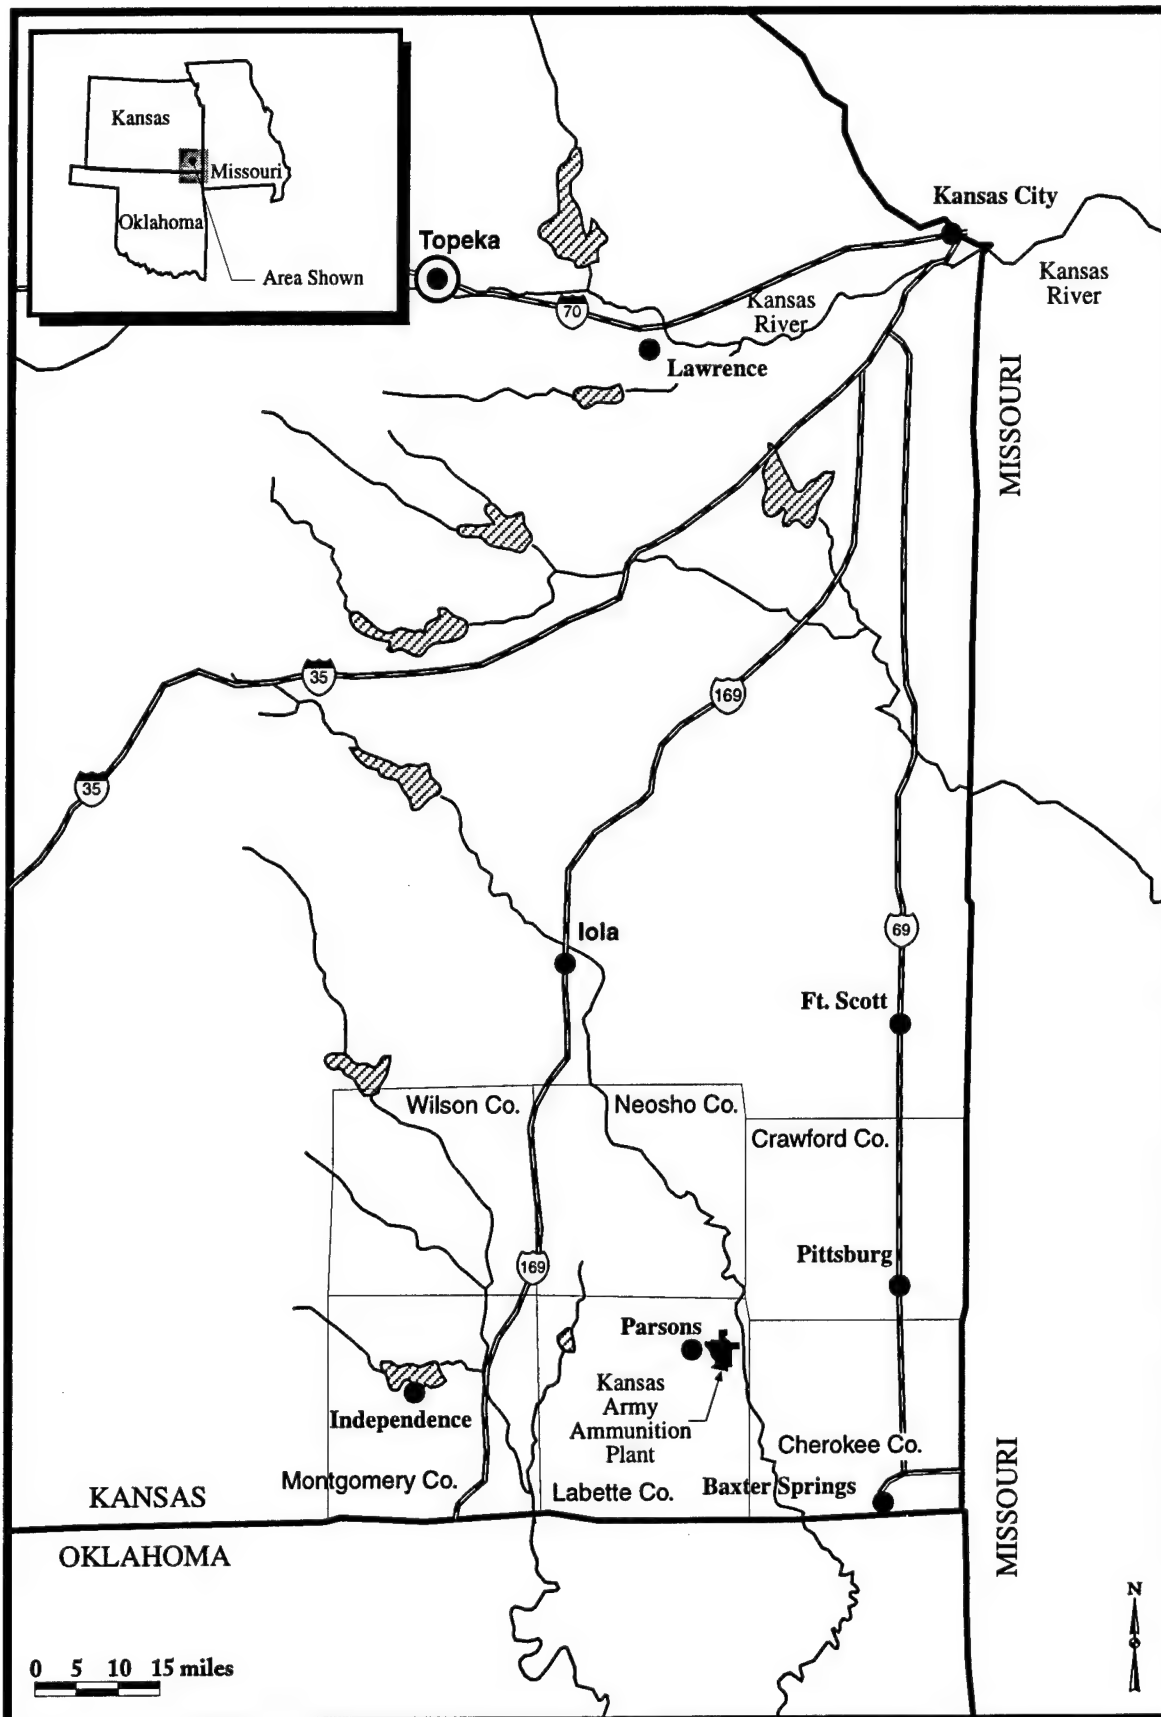 Kansas
Missouri
Oklahoma
Area Shown
Topeka
Kansas City
Kansas
River
70
Kansas
River
Lawrence
MISSOURI
35
169
35
Iola
69
Ft. Scott
Wilson Co.
Neosho Co.
Crawford Co.
Pittsburg
169
Parsons
Kansas
Army
Ammunition
Plant
Independence
Cherokee Co.
Montgomery Co.
Labette Co.
Baxter Springs
KANSAS
OKLAHOMA
MISSOURI
N
0 5 10 15 miles